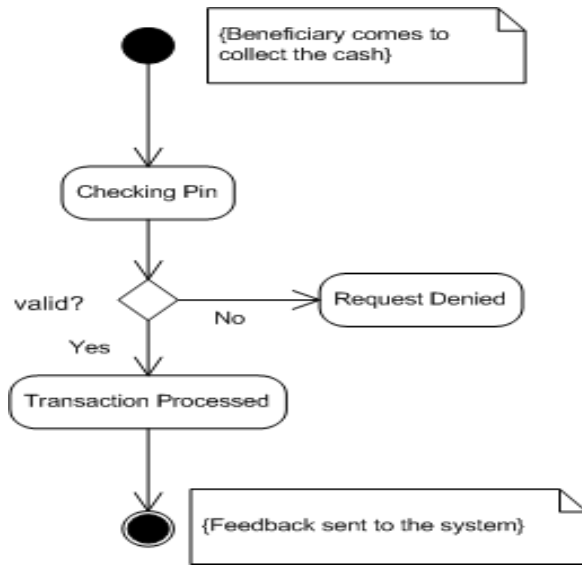 {Beneficiary comes to
collect the cash}
Checking Pin
valid?
No
Request Denied
Yes
Transaction Processed
{Feedback sent to the system}